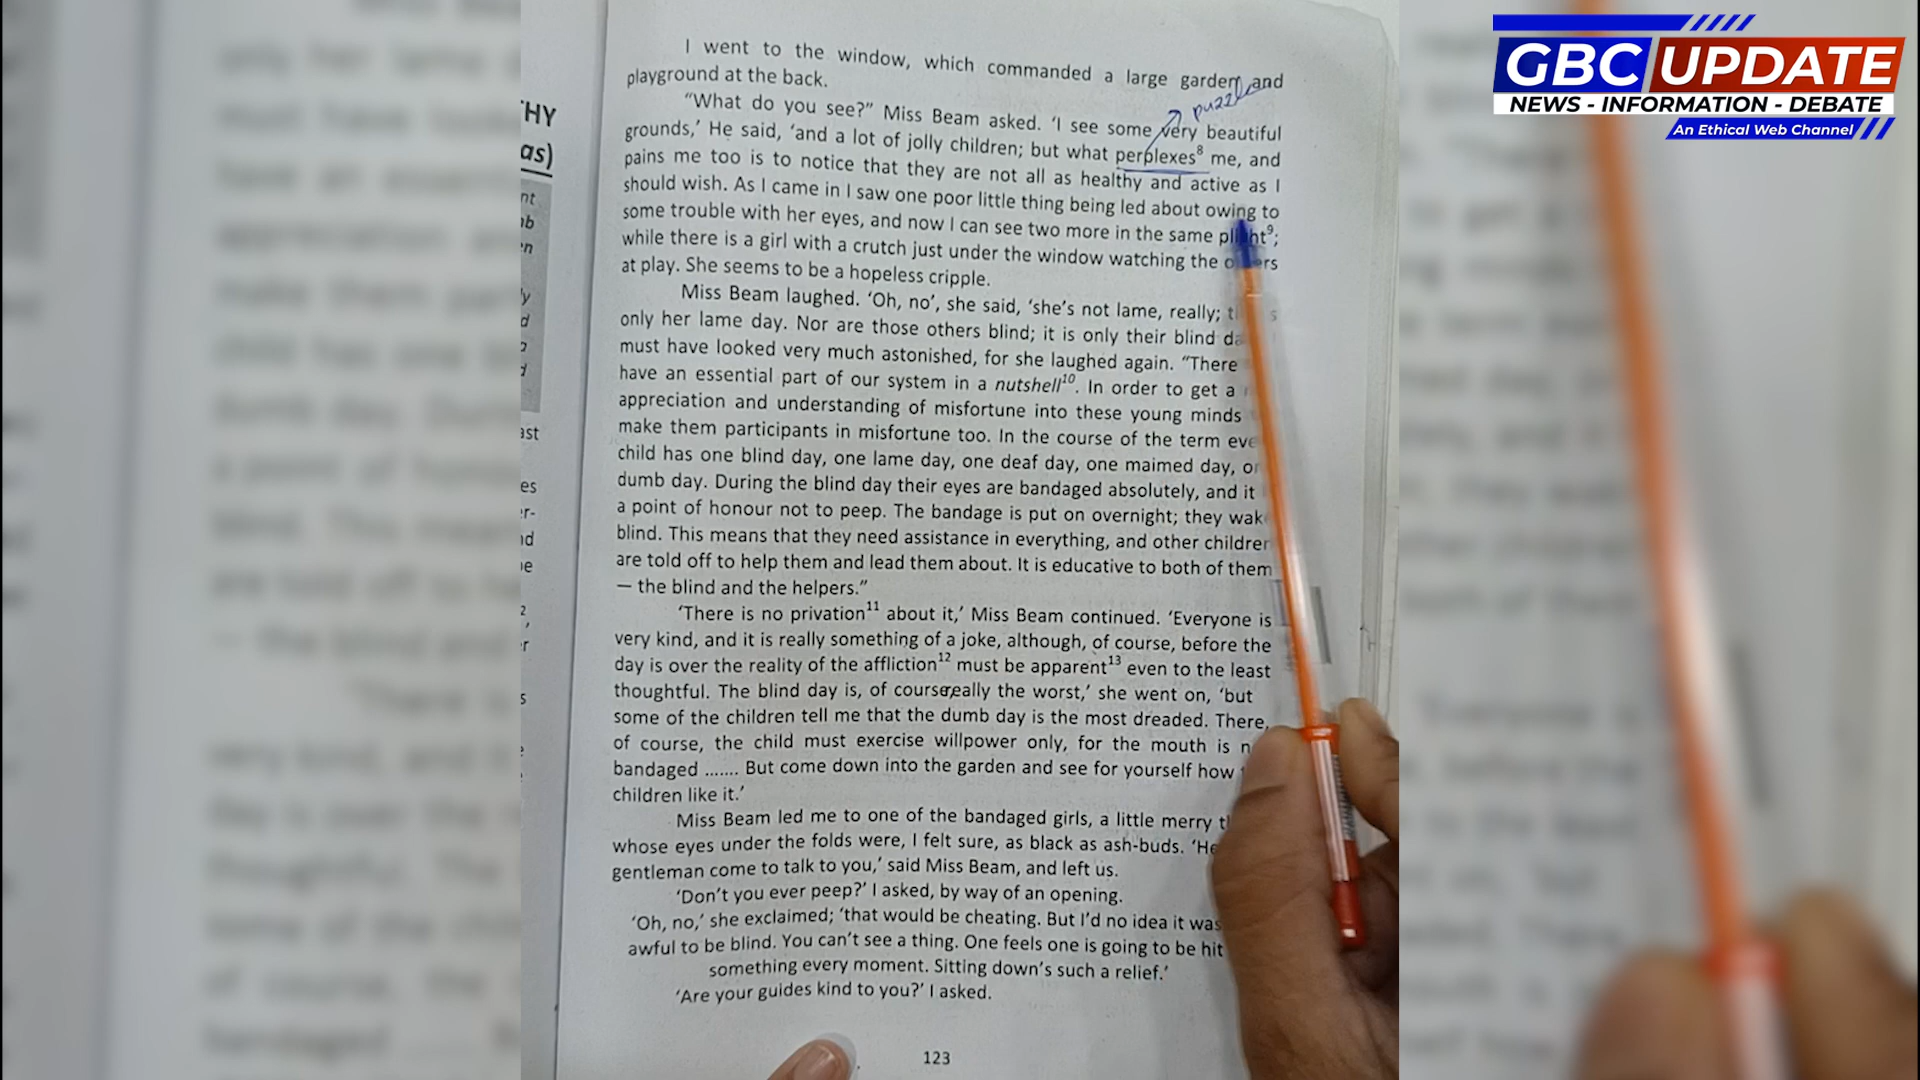 GBC UPDATE
NEWS - INFORMATION - DEBATE
An Ethical Web Channel
HY
as)
nt
en
ast
es
er-
nd
I went to the window, which commanded a large garden and
playground at the back.
puzzle
"What do you see?" Miss Beam asked. 'I see some very beautiful
grounds,' He said, 'and a lot of jolly children; but what perplexes⁸ me, and
pains me too is to notice that they are not all as healthy and active as I
should wish. As I came in I saw one poor little thing being led about owing to
some trouble with her eyes, and now I can see two more in the same plight⁹;
while there is a girl with a crutch just under the window watching the others
at play. She seems to be a hopeless cripple.
Miss Beam laughed. 'Oh, no', she said, 'she's not lame, really;
only her lame day. Nor are those others blind; it is only their blind
must have looked very much astonished, for she laughed again. "There
have an essential part of our system in a nutshell¹⁰. In order to get a
appreciation and understanding of misfortune into these young minds
make them participants in misfortune too. In the course of the term
child has one blind day, one lame day, one deaf day, one maimed day,
dumb day. During the blind day their eyes are bandaged absolutely, and it
a point of honour not to peep. The bandage is put on overnight; they
blind. This means that they need assistance in everything, and other children
are told off to help them and lead them about. It is educative to both of them
— the blind and the helpers."
'There is no privation¹¹ about it,' Miss Beam continued. 'Everyone is
very kind, and it is really something of a joke, although, of course, before the
day is over the reality of the affliction¹² must be apparent¹³ even to the least
thoughtful. The blind day is, of course,really the worst,' she went on, 'but
some of the children tell me that the dumb day is the most dreaded. There,
of course, the child must exercise willpower only, for the mouth is
bandaged ....... But come down into the garden and see for yourself how
children like it.'
Miss Beam led me to one of the bandaged girls, a little merry
whose eyes under the folds were, I felt sure, as black as ash-buds.
gentleman come to talk to you,' said Miss Beam, and left us.
'Don't you ever peep?' I asked, by way of an opening.
'Oh, no,' she exclaimed; 'that would be cheating. But I'd no idea it was
awful to be blind. You can't see a thing. One feels one is going to be hit
something every moment. Sitting down's such a relief.'
'Are your guides kind to you?' I asked.
123